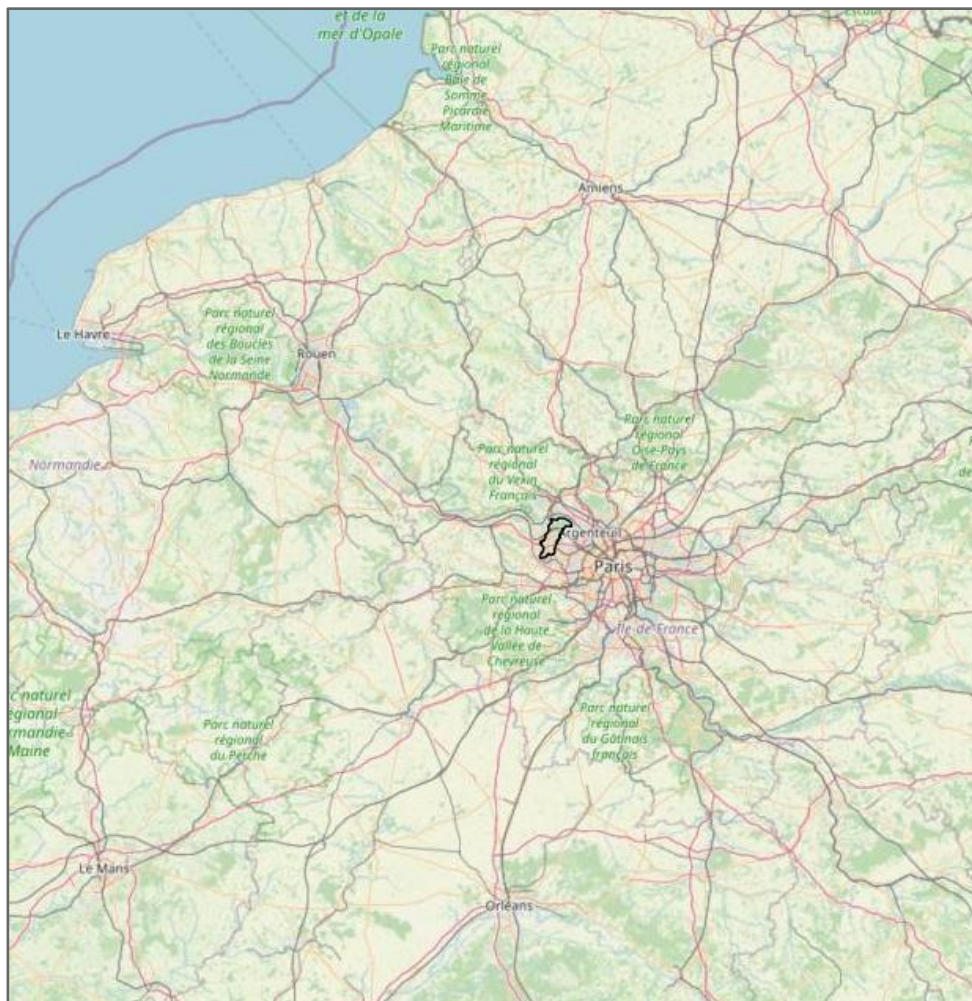 et de la
mer d'Opale
Parc naturel
régional
Baie de
Somme
Picardie
Maritime
Amiens
Parc naturel
régional
des Boucles
de la Seine
Normande
Le Havre
Rouen
Parc naturel
régional
Oise-Pays
de France
Parc naturel
régional
du Vexin
Français
Normandie
de
Argenteuil
Paris
Parc naturel
régional
de la Haute
Vallée de
Chevreuse
Île-de-France
c naturel
égional
rmandie-
Maine
Parc naturel
régional
du Perche
Parc naturel
régional
du Gâtinais
français
Le Mans
Orléans